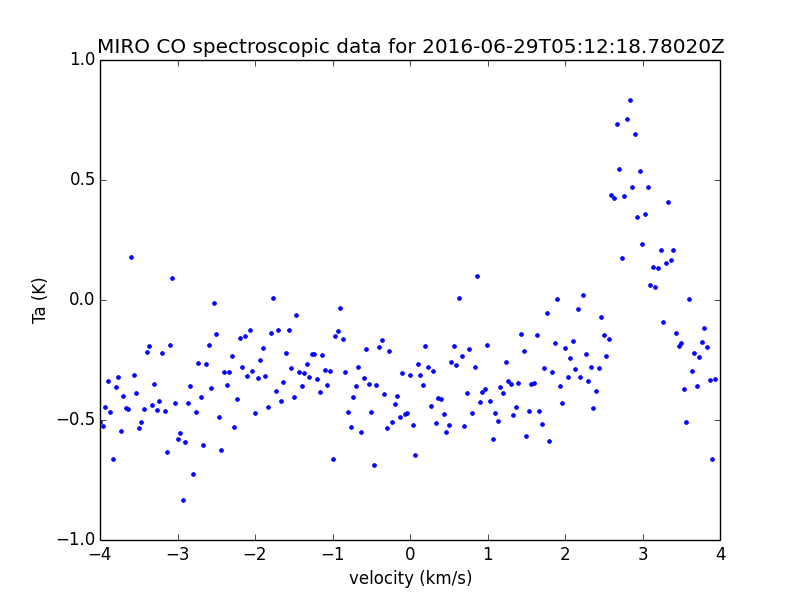 MIRO CO spectroscopic data for 2016-06-29T05:12:18.78020Z
1.0
0.5
0.0
−0.5
−1.0
Ta (K)
−4 −3 −2 −1 0 1 2 3 4
velocity (km/s)